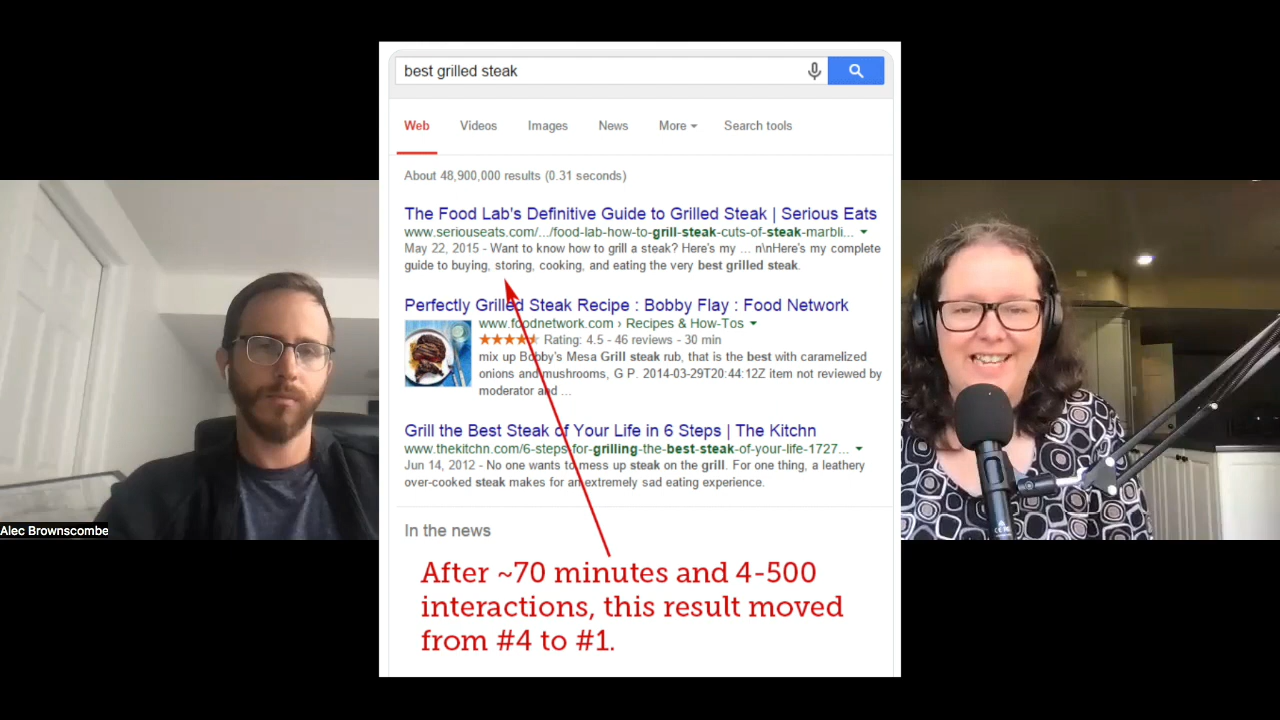 best grilled steak
Web Videos Images News More Search tools
About 48,900,000 results (0.31 seconds)
The Food Lab's Definitive Guide to Grilled Steak | Serious Eats
www.seriouseats.com/.../food-lab-how-to-grill-steak-cuts-of-steak-marbli...
May 22, 2015 - Want to know how to grill a steak? Here's my ... n\nHere's my complete
guide to buying, storing, cooking, and eating the very best grilled steak.
Perfectly Grilled Steak Recipe : Bobby Flay : Food Network
www.foodnetwork.com › Recipes & How-Tos
Rating: 4.5 - 46 reviews - 30 min
mix up Bobby's Mesa Grill steak rub, that is the best with caramelized
onions and mushrooms, G P. 2014-03-29T20:44:12Z item not reviewed by
moderator and ...
Grill the Best Steak of Your Life in 6 Steps | The Kitchn
www.thekitchn.com/6-steps-for-grilling-the-best-steak-of-your-life-1727...
Jun 14, 2012 - No one wants to mess up steak on the grill. For one thing, a leathery
over-cooked steak makes for an extremely sad eating experience.
In the news
After ~70 minutes and 4-500
interactions, this result moved
from #4 to #1.
Alec Brownscombe